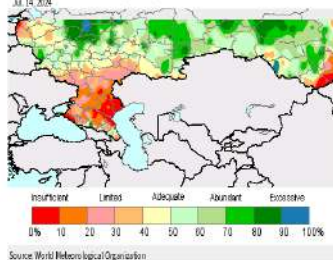 Jul. 14, 2024
Insufficient Limited Adequate Abundant Excessive
0% 10 20 30 40 50 60 70 80 90 100%
Source: World Meteorological Organization